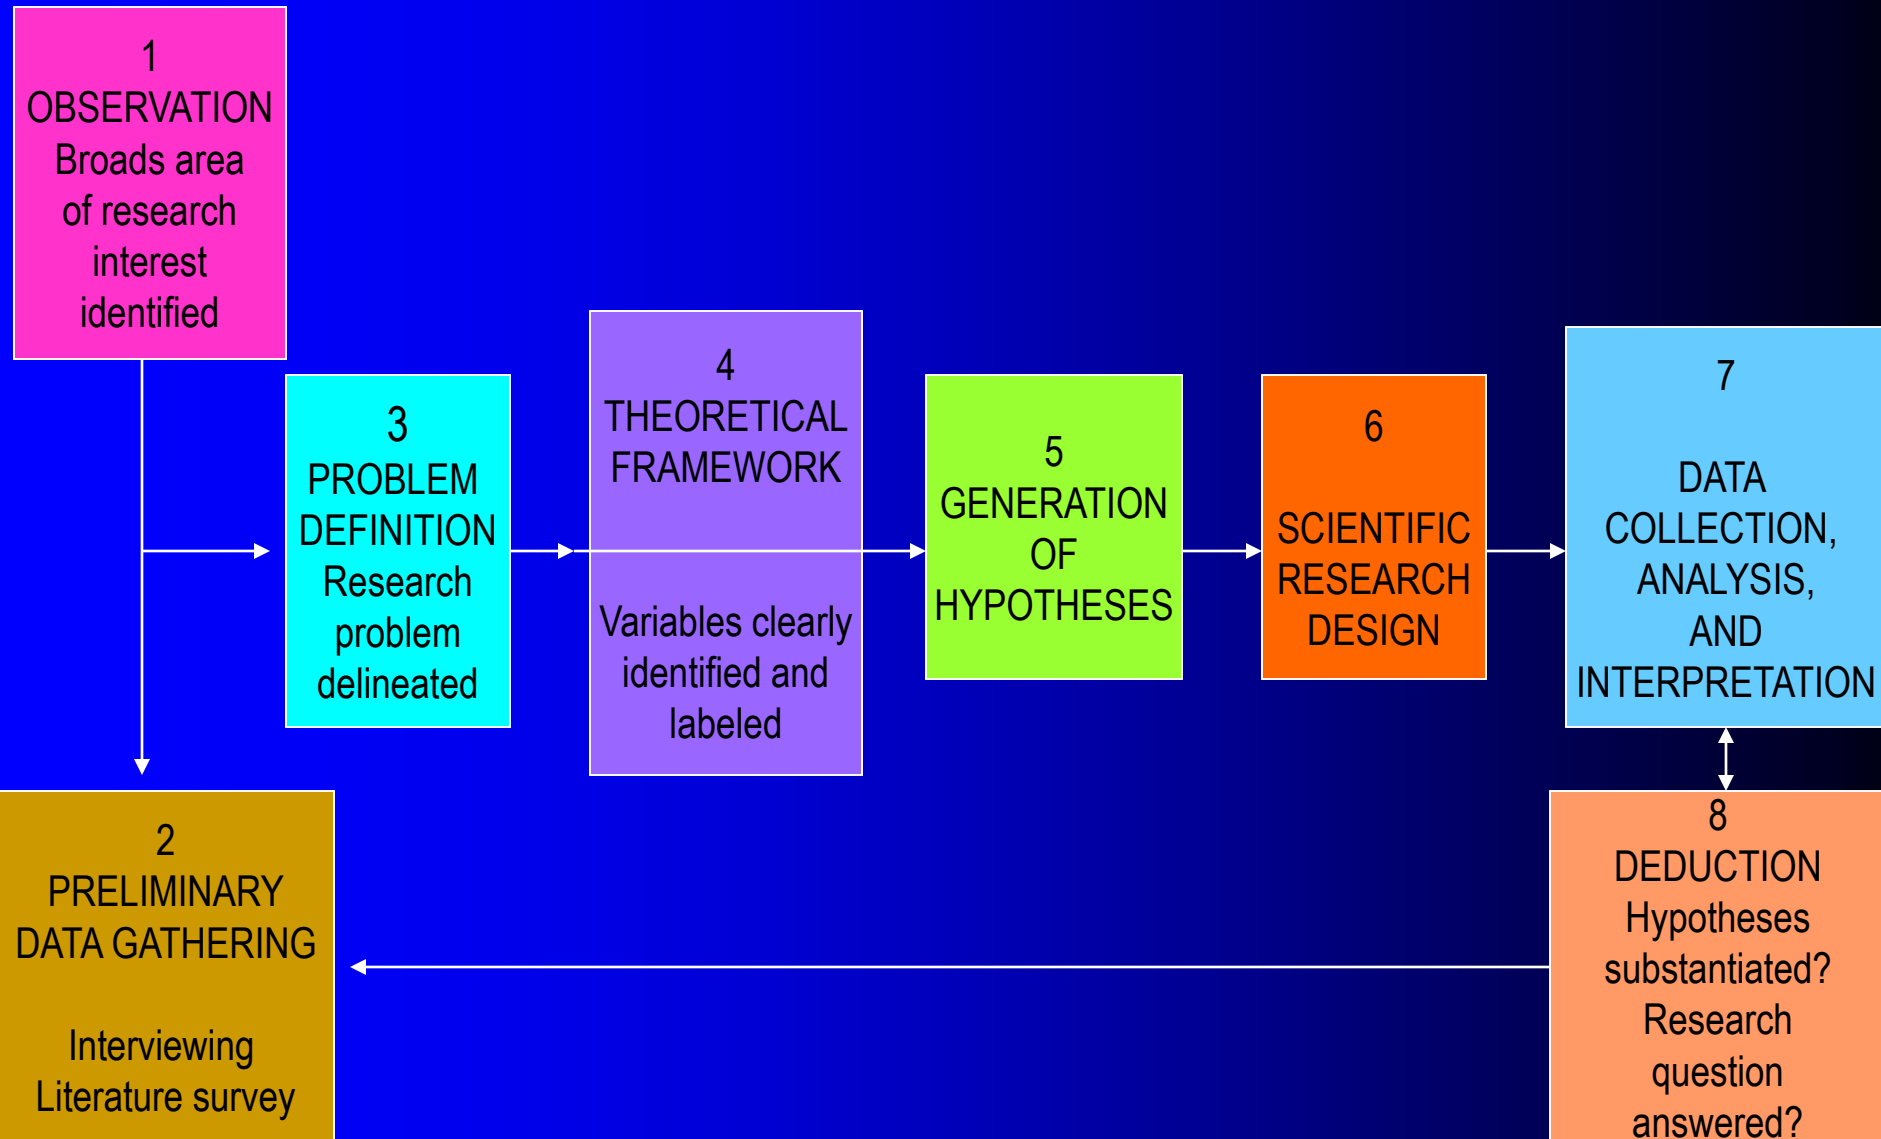 1
OBSERVATION
Broads area
of research
interest
identified
2
PRELIMINARY
DATA GATHERING
Interviewing
Literature survey
3
PROBLEM
DEFINITION
Research
problem
delineated
4
THEORETICAL
FRAMEWORK
Variables clearly
identified and
labeled
5
GENERATION
OF
HYPOTHESES
6
SCIENTIFIC
RESEARCH
DESIGN
7
DATA
COLLECTION,
ANALYSIS,
AND
INTERPRETATION
8
DEDUCTION
Hypotheses
substantiated?
Research
question
answered?